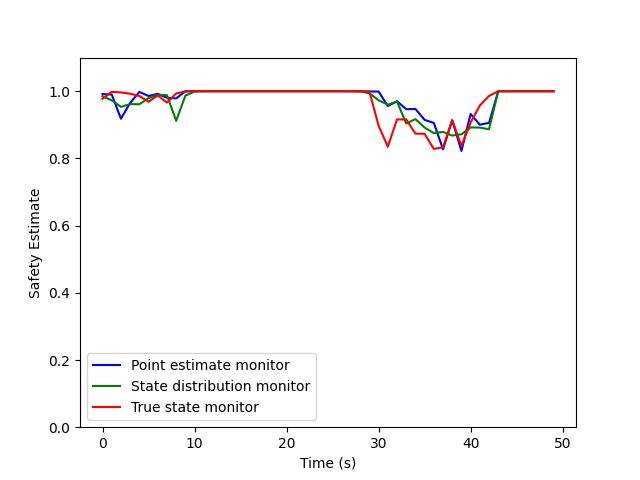 1.0
0.8
0.6
0.4
0.2
0.0
Safety Estimate
Point estimate monitor
State distribution monitor
True state monitor
0 10 20 30 40 50
Time (s)